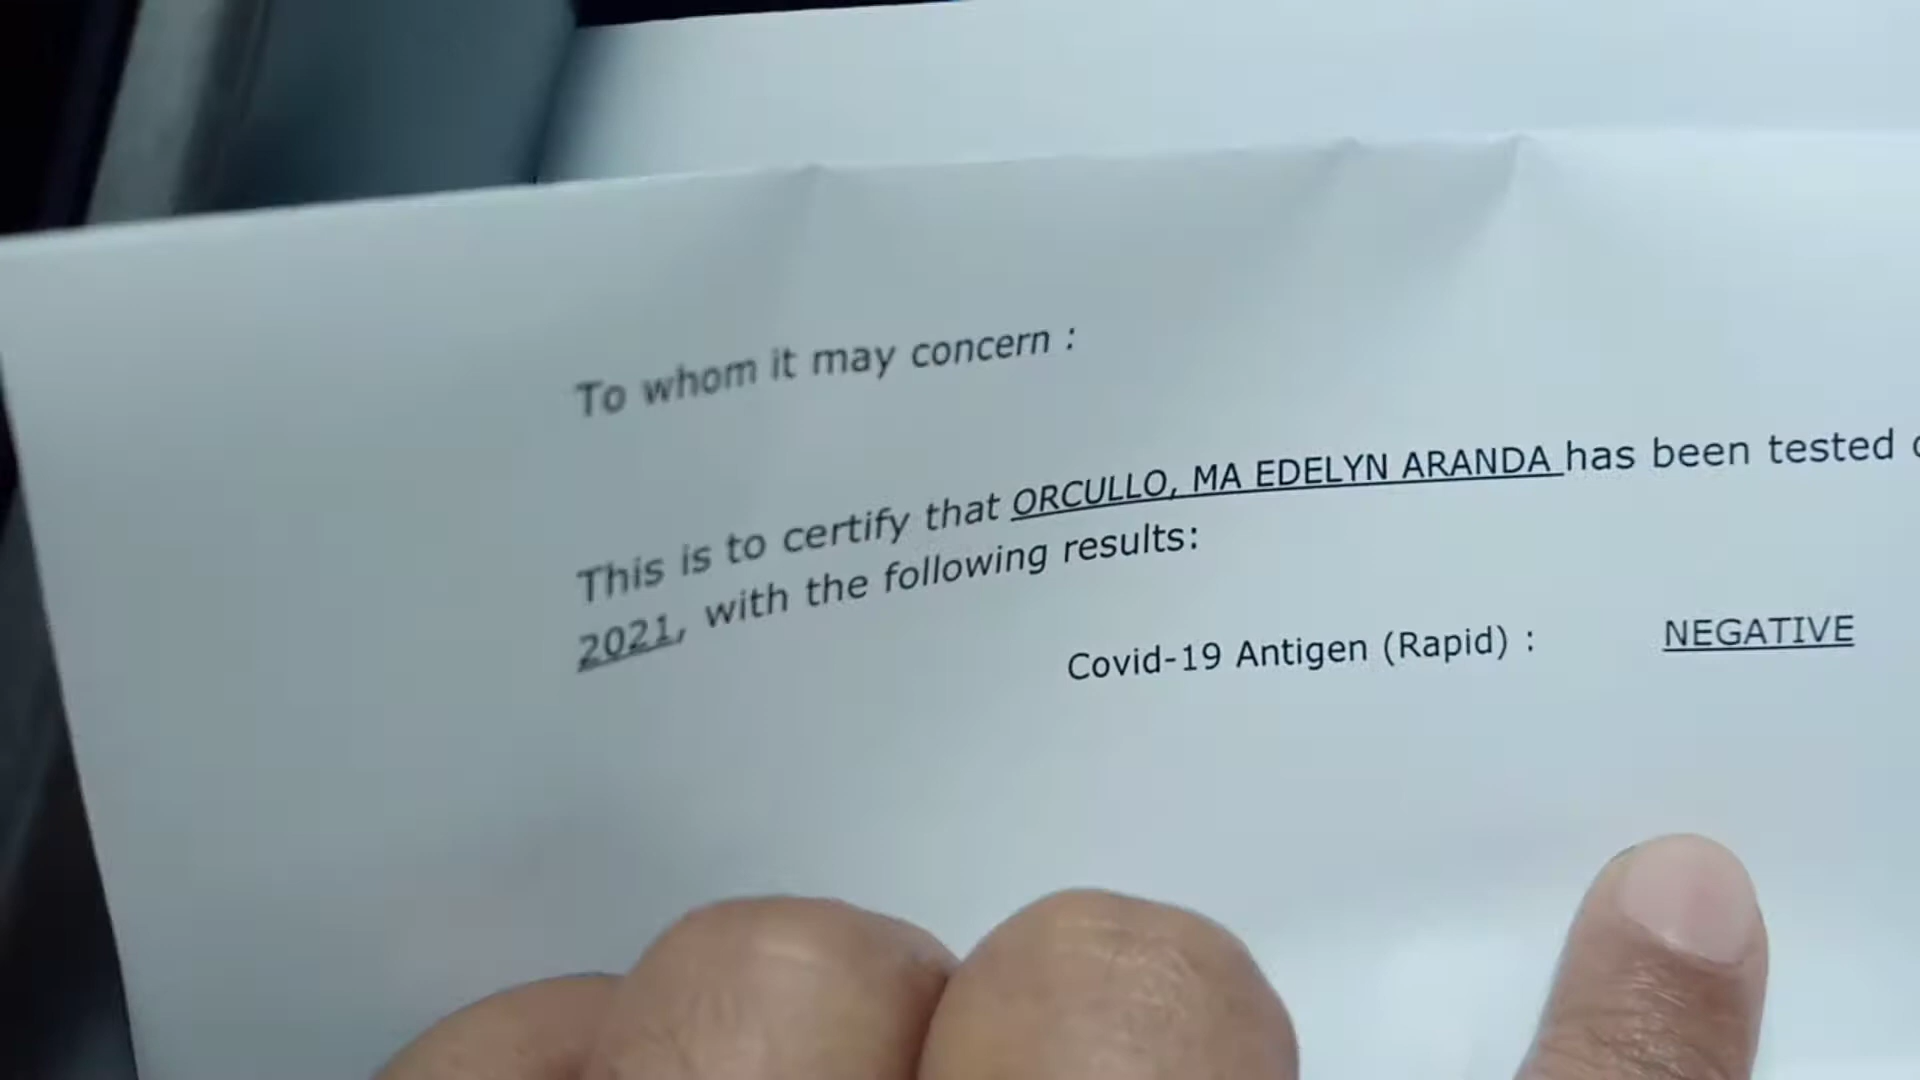 To whom it may concern :
This is to certify that ORCULLO, MA EDELYN ARANDA has been tested
2021, with the following results:
Covid-19 Antigen (Rapid) : NEGATIVE